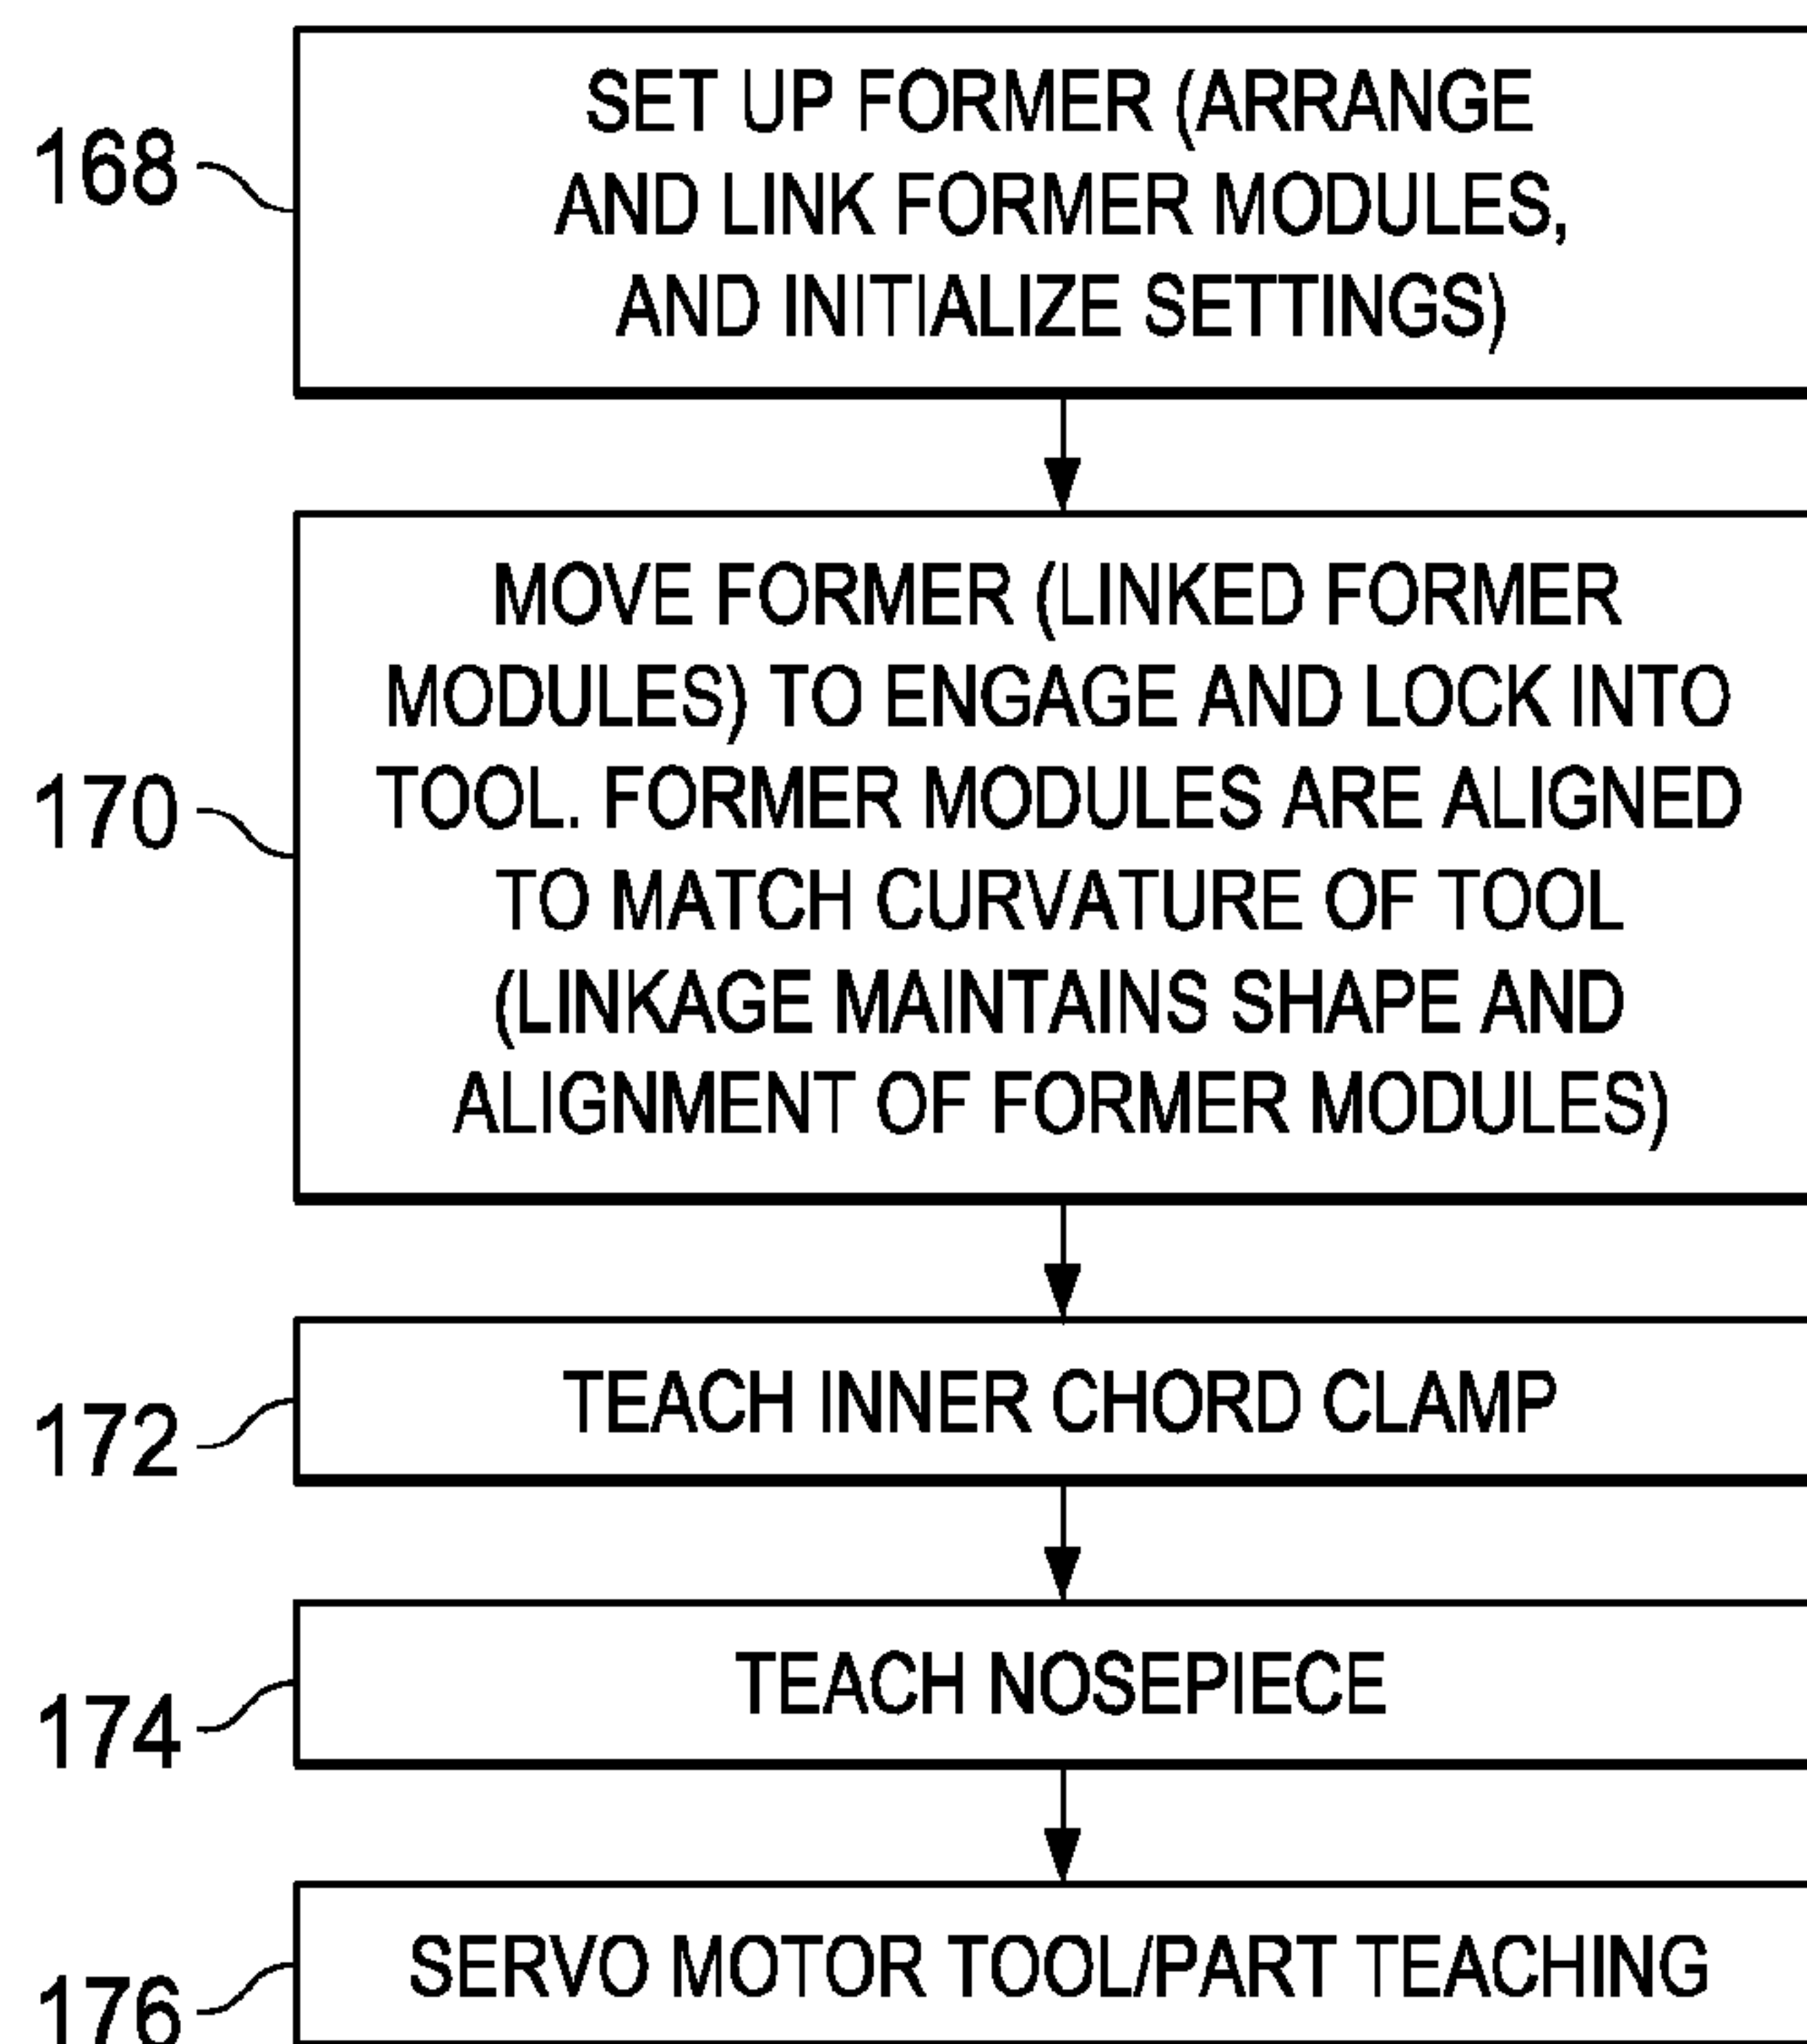 168
SET UP FORMER (ARRANGE
AND LINK FORMER MODULES,
AND INITIALIZE SETTINGS)
170
MOVE FORMER (LINKED FORMER
MODULES) TO ENGAGE AND LOCK INTO
TOOL. FORMER MODULES ARE ALIGNED
TO MATCH CURVATURE OF TOOL
(LINKAGE MAINTAINS SHAPE AND
ALIGNMENT OF FORMER MODULES)
172
TEACH INNER CHORD CLAMP
174
TEACH NOSEPIECE
176
SERVO MOTOR TOOL/PART TEACHING